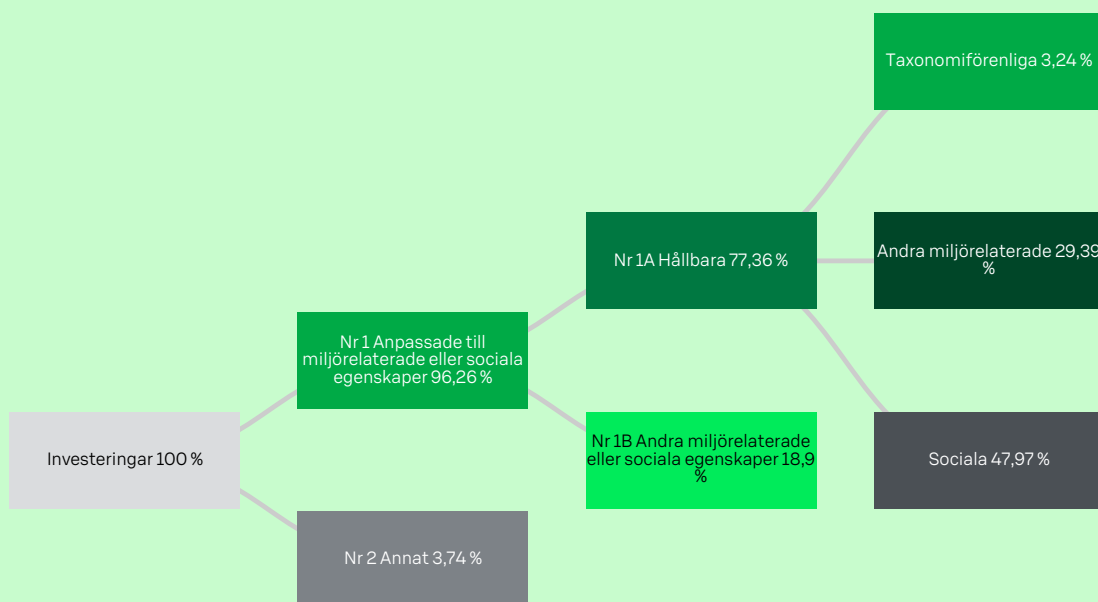 Taxonomiförenliga 3,24 %
Nr 1A Hållbara 77,36 %
Andra miljörelaterade 29,39
%
Nr 1 Anpassade till
miljörelaterade eller sociala
egenskaper 96,26 %
Investeringar 100 %
Nr 1B Andra miljörelaterade
eller sociala egenskaper 18,9
%
Sociala 47,97 %
Nr 2 Annat 3,74 %